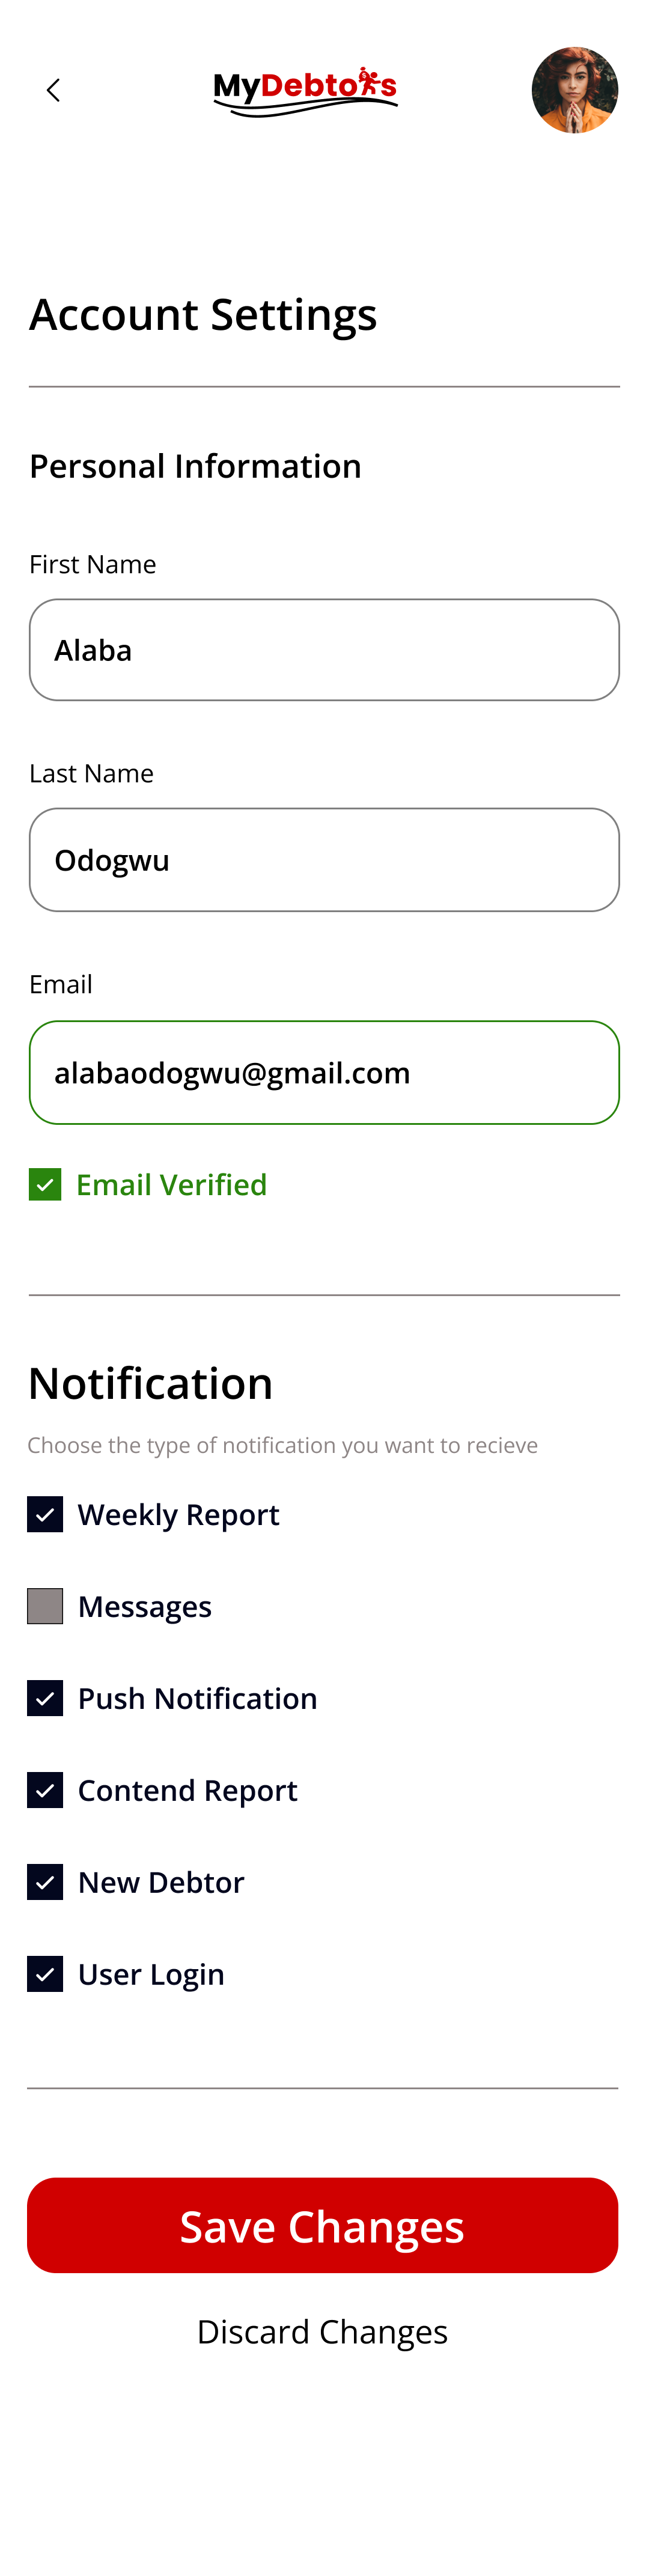 MyDebtors
Account Settings
Personal Information
First Name
Alaba
Last Name
Odogwu
Email
alabaodogwu@gmail.com
Email Verified
Notification
Choose the type of notification you want to recieve
Weekly Report
Messages
Push Notification
Contend Report
New Debtor
User Login
Save Changes
Discard Changes